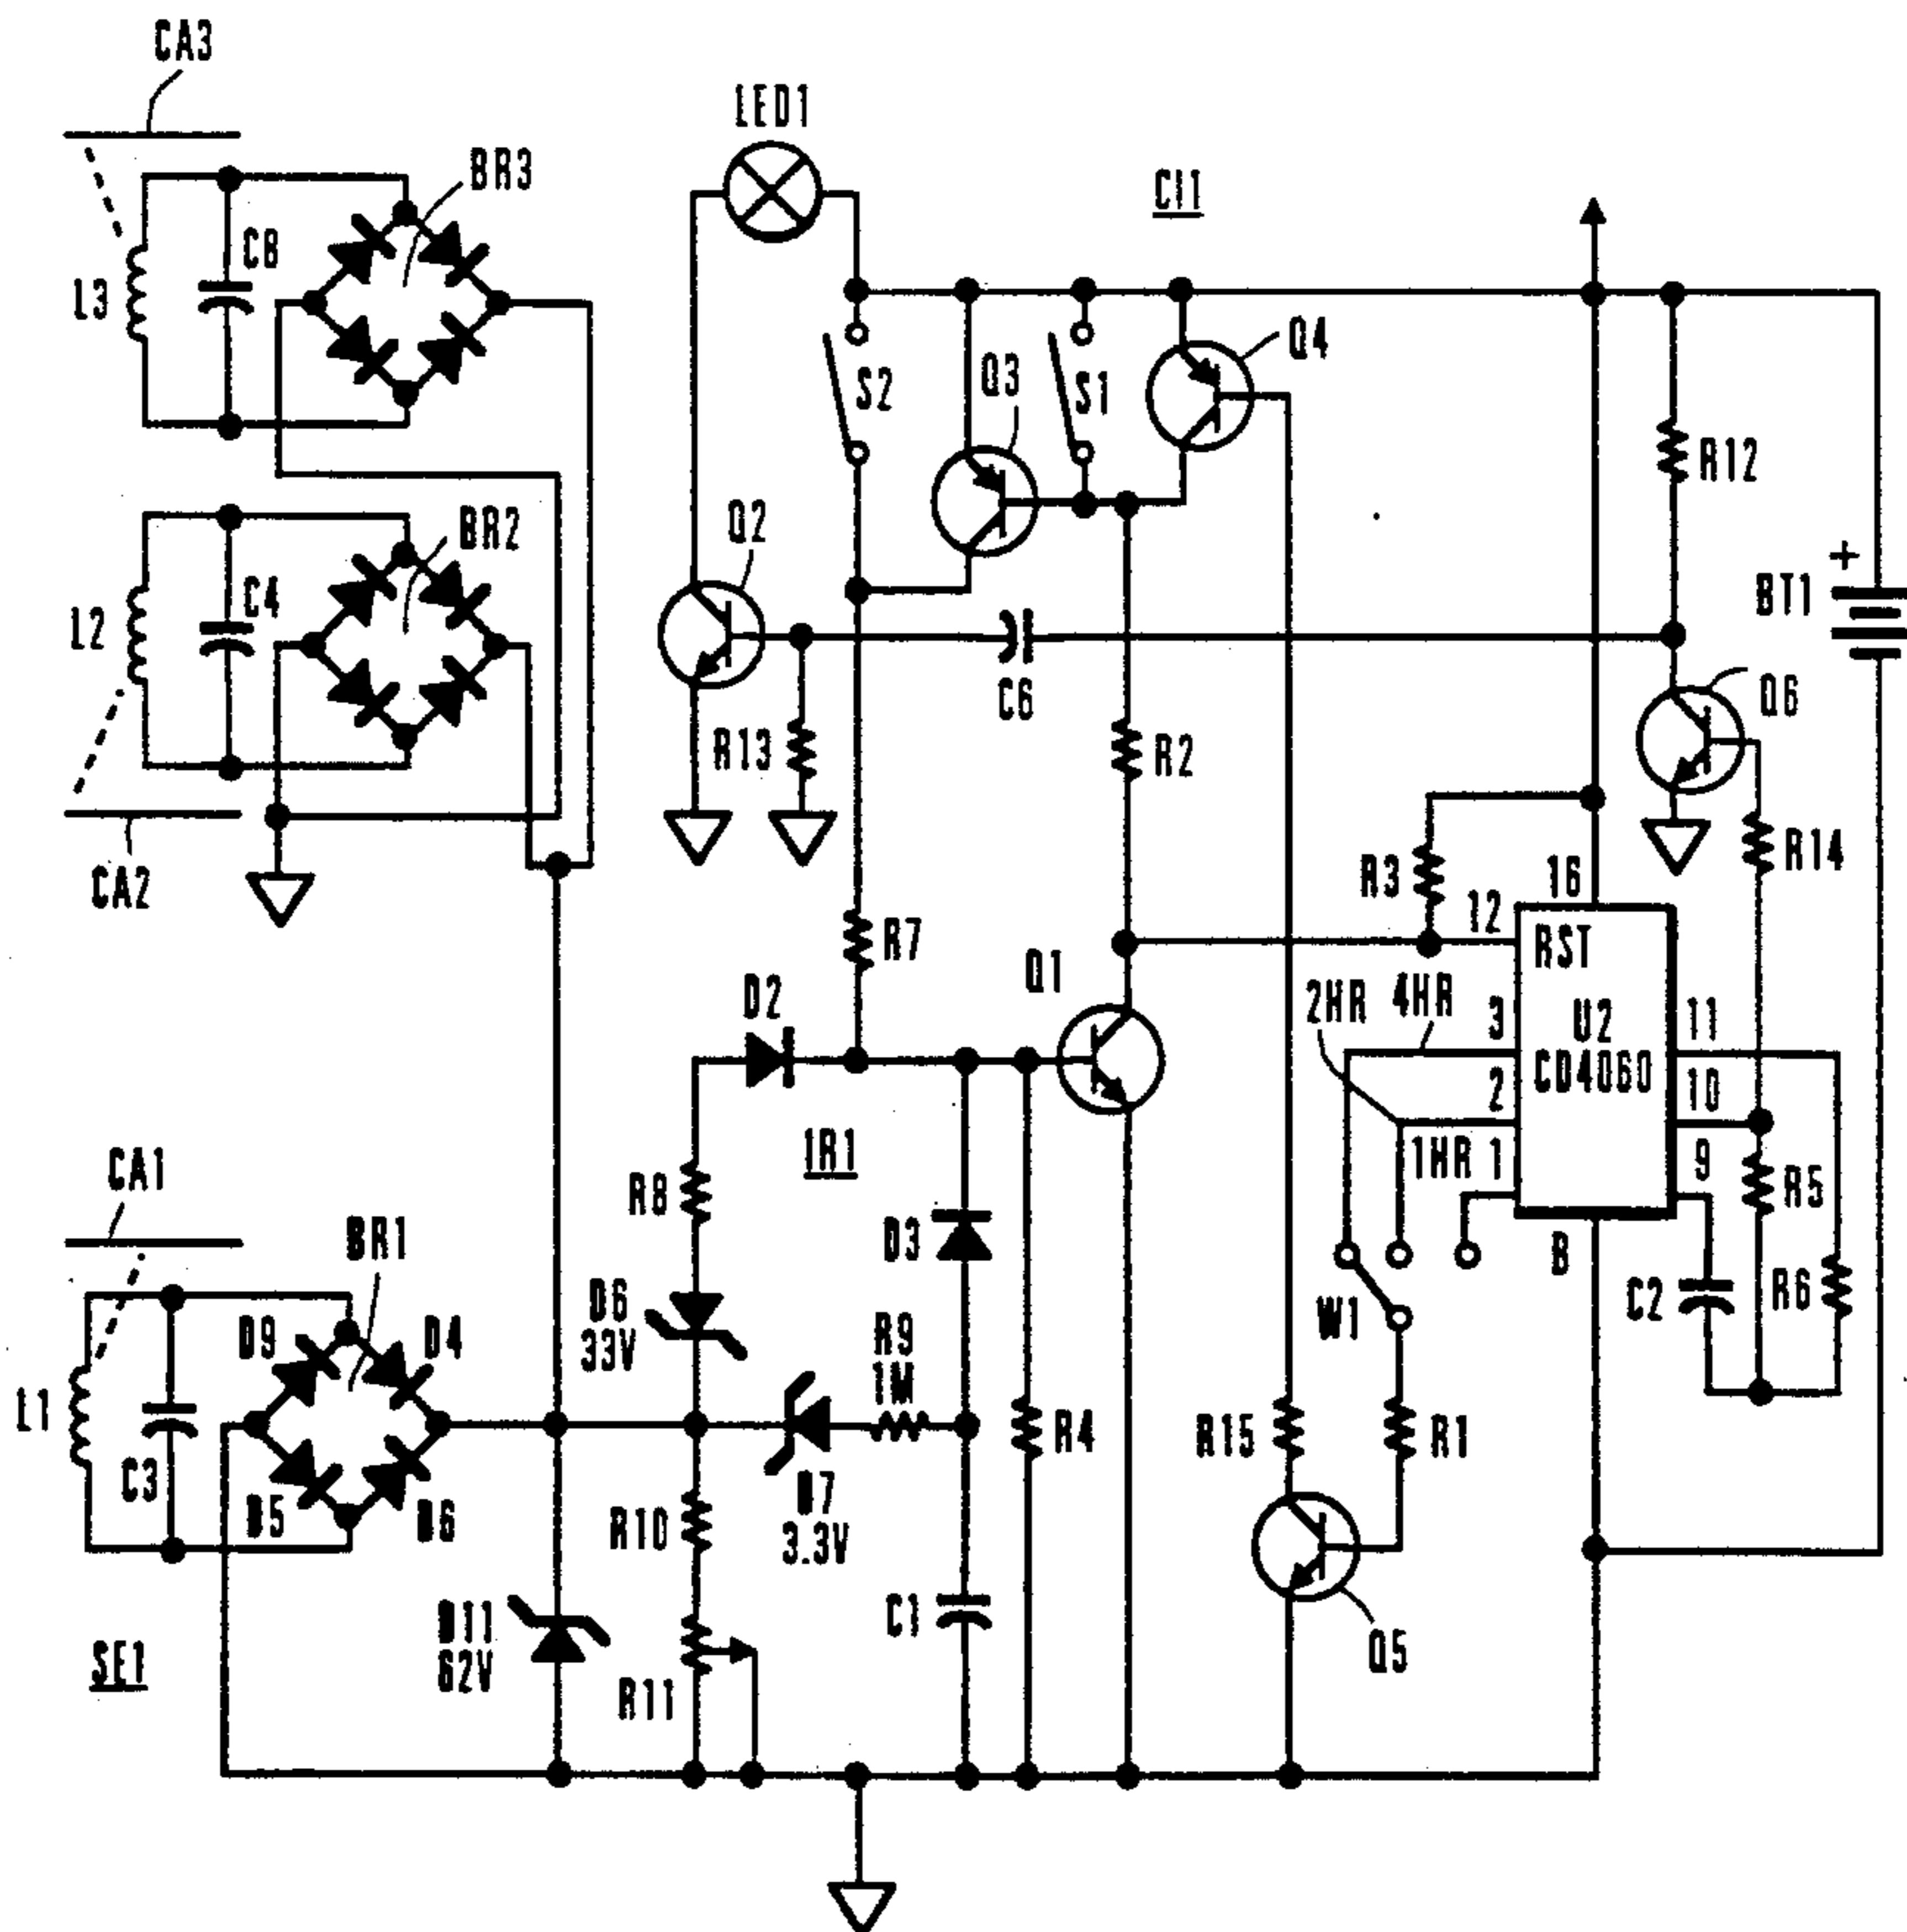 CA3
LED1
BR3
CI1
C8
L3
Q4
S2
Q3
S1
R12
BR2
Q2
+
BT1
C4
L2
Q6
C6
R13
R2
R14
CA2
R3
16
12
R7
RST
Q1
D2
2HR
4HR
3
U2
11
CD4060
2
10
1R1
CA1
1HR
1
9
R5
R8
BR1
D3
8
D6
33V
R9
1M
C2
R6
W1
D9
D4
L1
R4
R15
R1
C3
D5
D6
R10
D7
3.3V
C1
D11
62V
Q5
SE1
R11